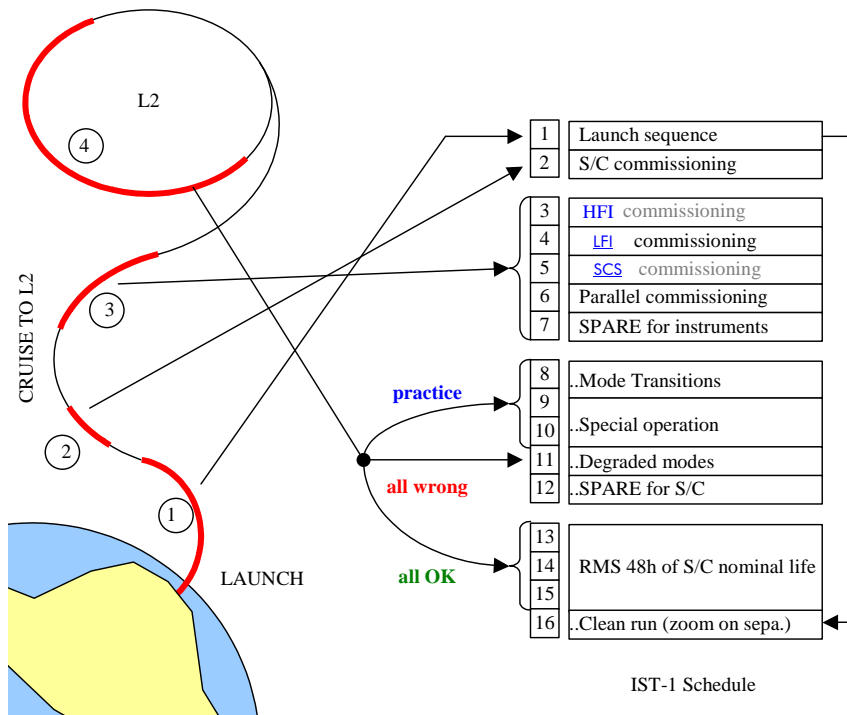 L2
4
3
CRUISE TO L2
2
1
LAUNCH
practice
all wrong
all OK
1 Launch sequence
2 S/C commissioning
3 HFI commissioning
4 LFI commissioning
5 SCS commissioning
6 Parallel commissioning
7 SPARE for instruments
8 ..Mode Transitions
9
10 ..Special operation
11 ..Degraded modes
12 ..SPARE for S/C
13
14 RMS 48h of S/C nominal life
15
16 ..Clean run (zoom on sepa.)
IST-1 Schedule